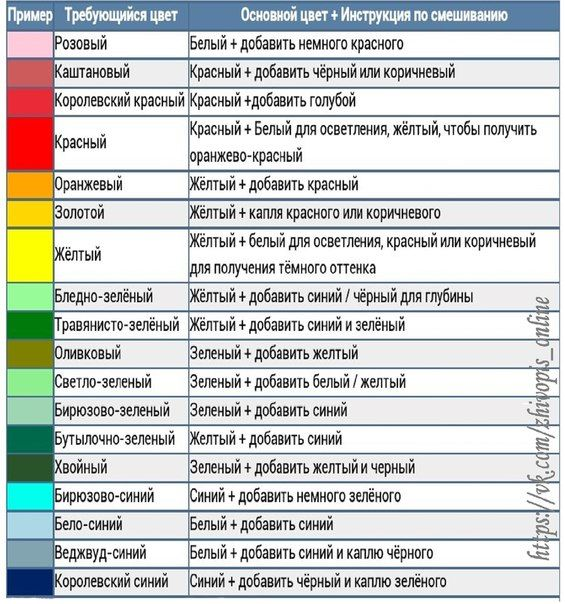 Пример Требующийся цвет Основной цвет + Инструкция по смешиванию
Розовый Белый + добавить немного красного
Каштановый Красный + добавить чёрный или коричневый
Королевский красный Красный +добавить голубой
Красный Красный + Белый для осветления, жёлтый, чтобы получить
оранжево-красный
Оранжевый Жёлтый + добавить красный
Золотой Жёлтый + капля красного или коричневого
Жёлтый Жёлтый + белый для осветления, красный или коричневый
для получения тёмного оттенка
Бледно-зелёный Жёлтый + добавить синий / чёрный для глубины
Травянисто-зелёный Жёлтый + добавить синий и зелёный
Оливковый Зеленый + добавить желтый
Светло-зеленый Зеленый + добавить белый / желтый
Бирюзово-зеленый Зеленый + добавить синий
Бутылочно-зеленый Желтый + добавить синий
Хвойный Зеленый + добавить желтый и черный
Бирюзово-синий Синий + добавить немного зелёного
Бело-синий Белый + добавить синий
Веджвуд-синий Белый + добавить синий и каплю чёрного
Королевский синий Синий + добавить чёрный и каплю зелёного
https://vk.com/zhivopis_online